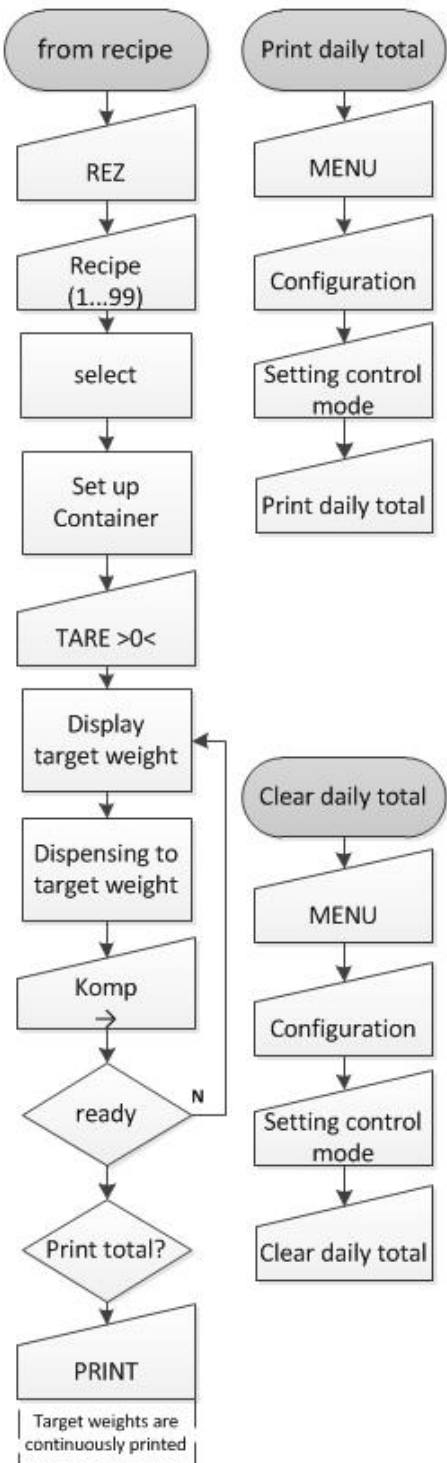 from recipe
REZ
Recipe
(1...99)
select
Set up
Container
TARE >0<
Display
target weight
Dispensing to
target weight
Komp
→
ready
N
Print total?
PRINT
Target weights are
continuously printed
Print daily total
MENU
Configuration
Setting control
mode
Print daily total
Clear daily total
MENU
Configuration
Setting control
mode
Clear daily total